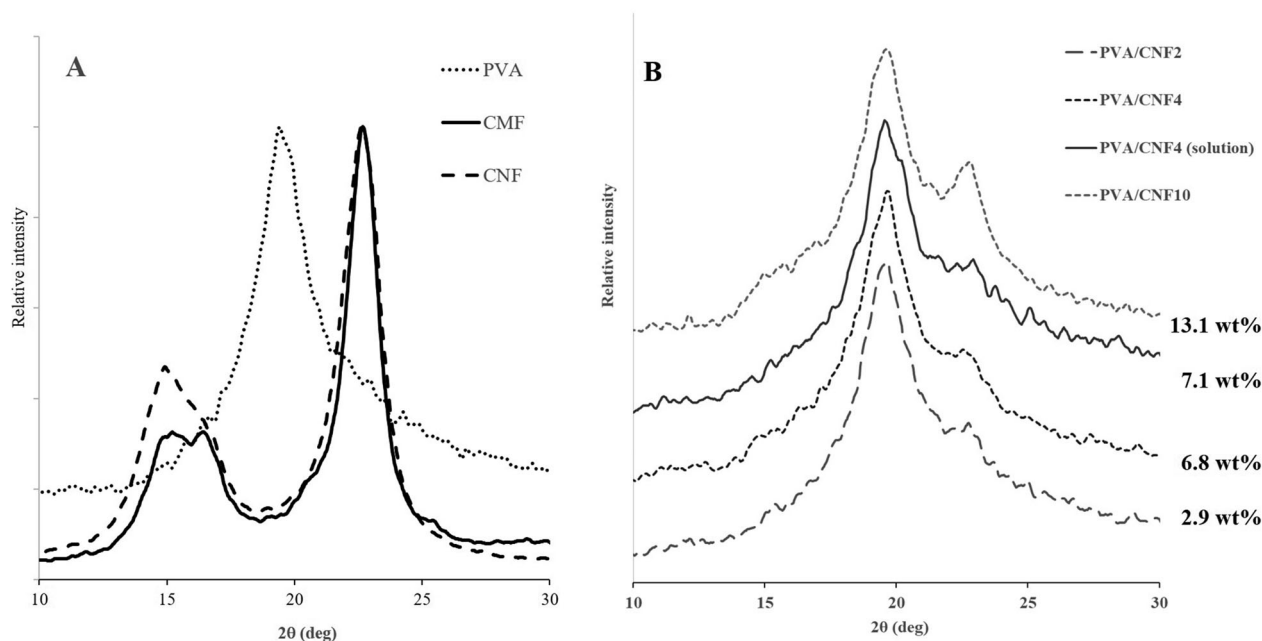 A
PVA
CMF
CNF
Relative intensity
10
15
20
25
30
2θ (deg)
B
PVA/CNF2
PVA/CNF4
PVA/CNF4 (solution)
PVA/CNF10
Relative intensity
13.1 wt%
7.1 wt%
6.8 wt%
2.9 wt%
10
15
20
25
30
2θ (deg)